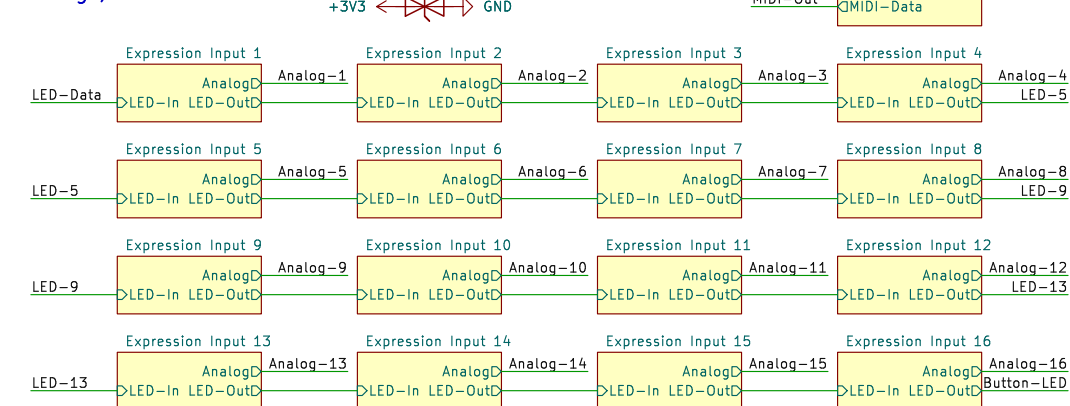 +3V3 GND MIDI-Data
Expression Input 1 Expression Input 2 Expression Input 3 Expression Input 4
Analog Analog-1 Analog Analog-2 Analog Analog-3 Analog Analog-4
LED-Data LED-In LED-Out LED-In LED-Out LED-In LED-Out LED-In LED-Out LED-5
Expression Input 5 Expression Input 6 Expression Input 7 Expression Input 8
Analog Analog-5 Analog Analog-6 Analog Analog-7 Analog Analog-8
LED-5 LED-In LED-Out LED-In LED-Out LED-In LED-Out LED-In LED-Out LED-9
Expression Input 9 Expression Input 10 Expression Input 11 Expression Input 12
Analog Analog-9 Analog Analog-10 Analog Analog-11 Analog Analog-12
LED-9 LED-In LED-Out LED-In LED-Out LED-In LED-Out LED-In LED-Out LED-13
Expression Input 13 Expression Input 14 Expression Input 15 Expression Input 16
Analog Analog-13 Analog Analog-14 Analog Analog-15 Analog Analog-16
LED-13 LED-In LED-Out LED-In LED-Out LED-In LED-Out LED-In LED-Out Button-LED